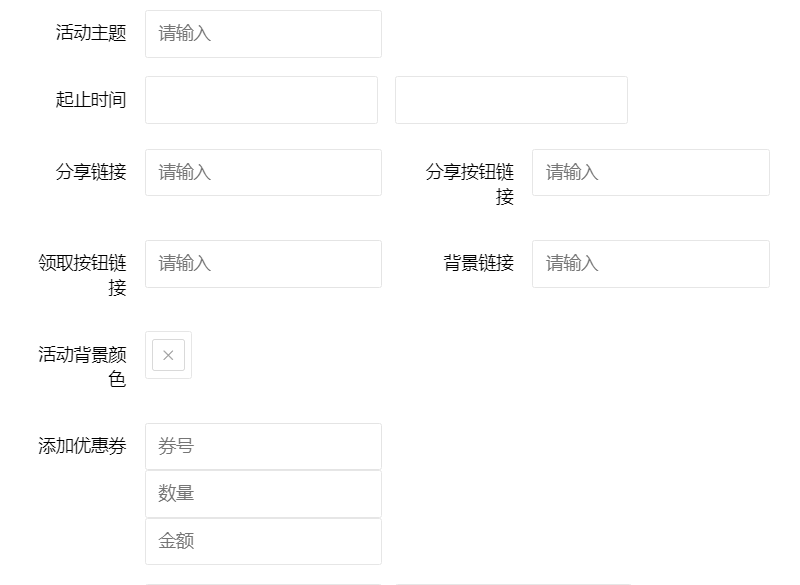 活动主题 请输入
起止时间
分享链接 请输入 分享按钮链
接 请输入
领取按钮链
接 请输入 背景链接 请输入
活动背景颜
色
添加优惠券 券号
数量
金额